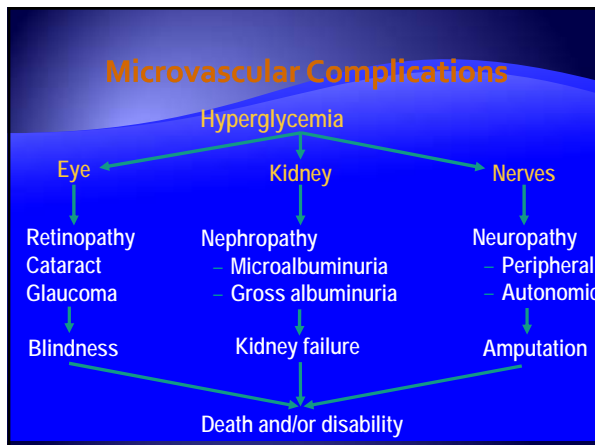 Microvascular Complications
Hyperglycemia
Eye
Kidney
Nerves
Retinopathy
Cataract
Glaucoma
Nephropathy
– Microalbuminuria
– Gross albuminuria
Neuropathy
– Peripheral
– Autonomic
Blindness
Kidney failure
Amputation
Death and/or disability